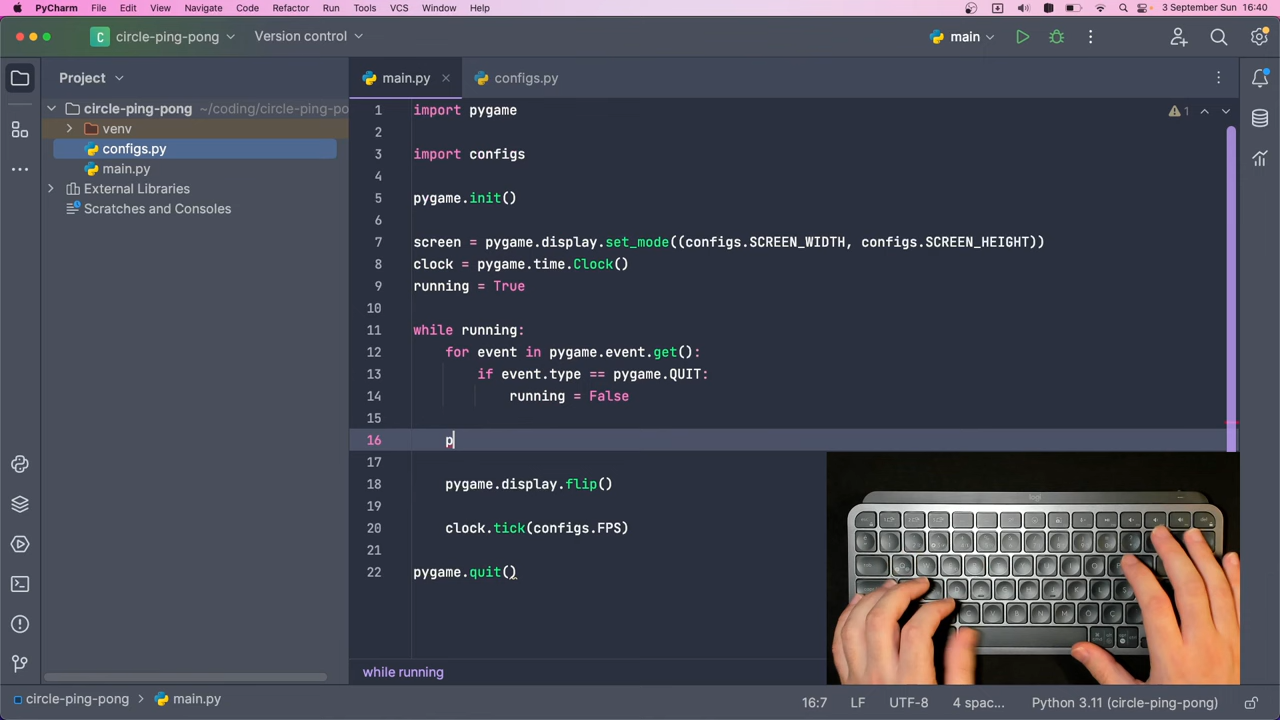 PyCharm File Edit View Navigate Code Refactor Run Tools VCS Window Help 3 September Sun 16:40
C circle-ping-pong Version control main
Project main.py configs.py
circle-ping-pong ~/coding/circle-ping-po
venv
configs.py
main.py
External Libraries
Scratches and Consoles
1 import pygame 1
2
3 import configs
4
5 pygame.init()
6
7 screen = pygame.display.set_mode((configs.SCREEN_WIDTH, configs.SCREEN_HEIGHT))
8 clock = pygame.time.Clock()
9 running = True
10
11 while running:
12 for event in pygame.event.get():
13 if event.type == pygame.QUIT:
14 running = False
15
16 p
17
18 pygame.display.flip()
19
20 clock.tick(configs.FPS)
21
22 pygame.quit()
logi
while running
circle-ping-pong main.py 16:7 LF UTF-8 4 spac... Python 3.11 (circle-ping-pong)